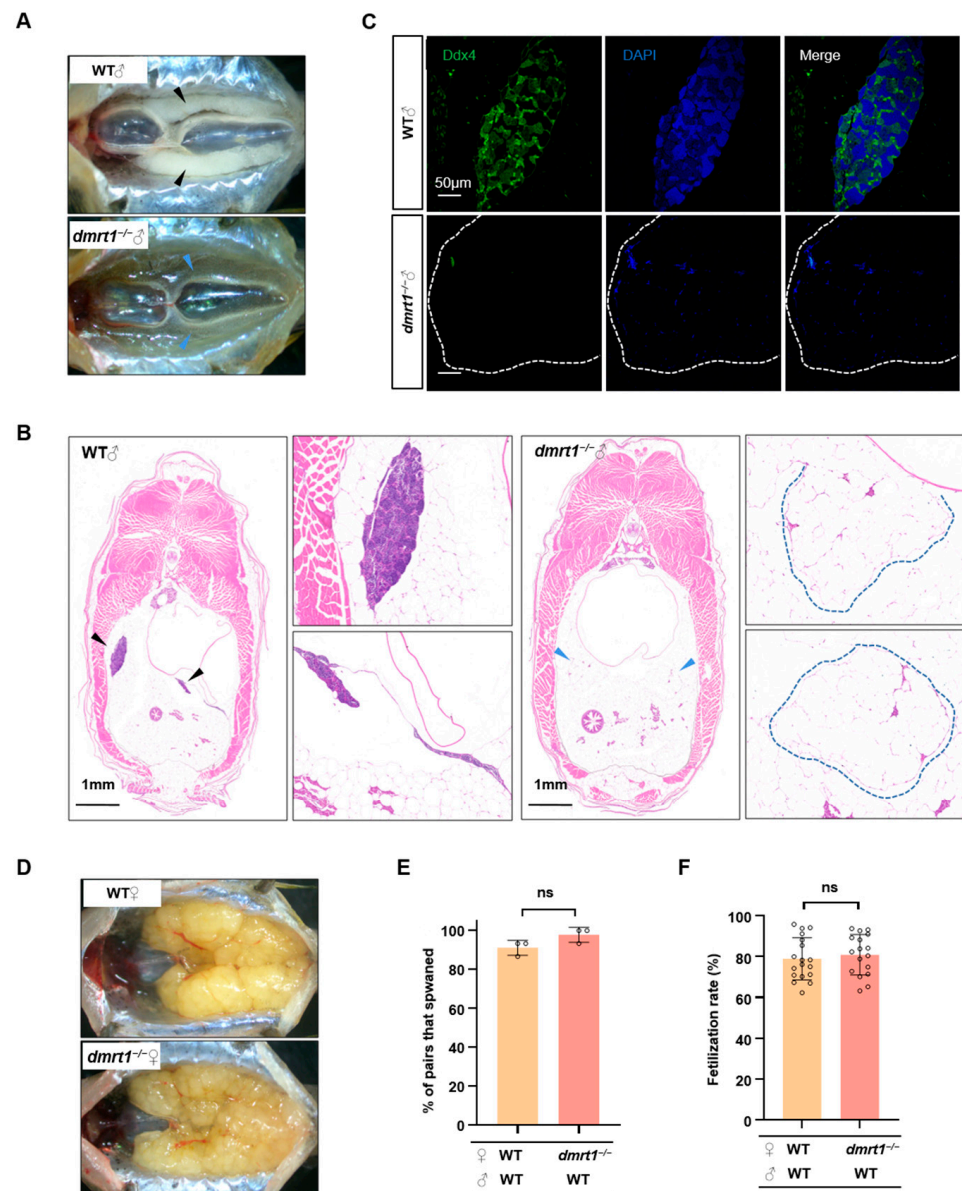 A
WT♂
dmrt1⁻/⁻♂
C
Ddx4
DAPI
Merge
WT♂
50μm
dmrt1⁻/⁻♂
B
WT♂
1mm
dmrt1⁻/⁻♂
1mm
D
WT♀
dmrt1⁻/⁻♀
E
ns
% of pairs that spwaned
100
80
60
40
20
0
♀ WT dmrt1⁻/⁻
♂ WT WT
F
ns
Fetilization rate (%)
100
80
60
40
20
0
♀ WT dmrt1⁻/⁻
♂ WT WT